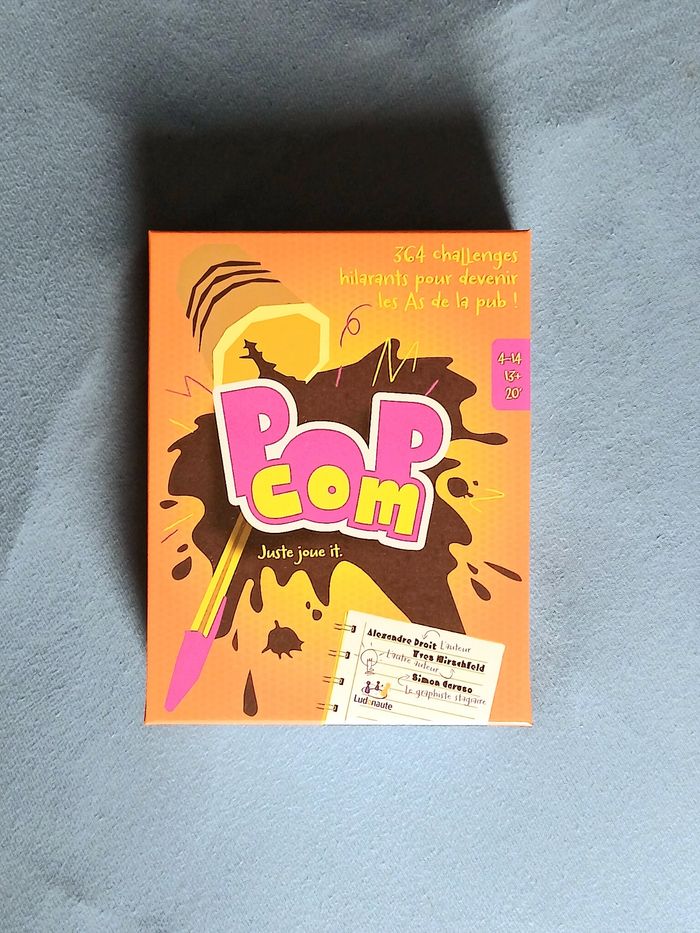 364 challenges
hilarants pour devenir
les As de la pub !
4-14
13+
20'
POP
com
Juste joue it.
Alexandre Droit L'auteur
Yves Hirschfeld
L'autre auteur
Simon Caruso
Le graphiste stagiaire
Ludonaute